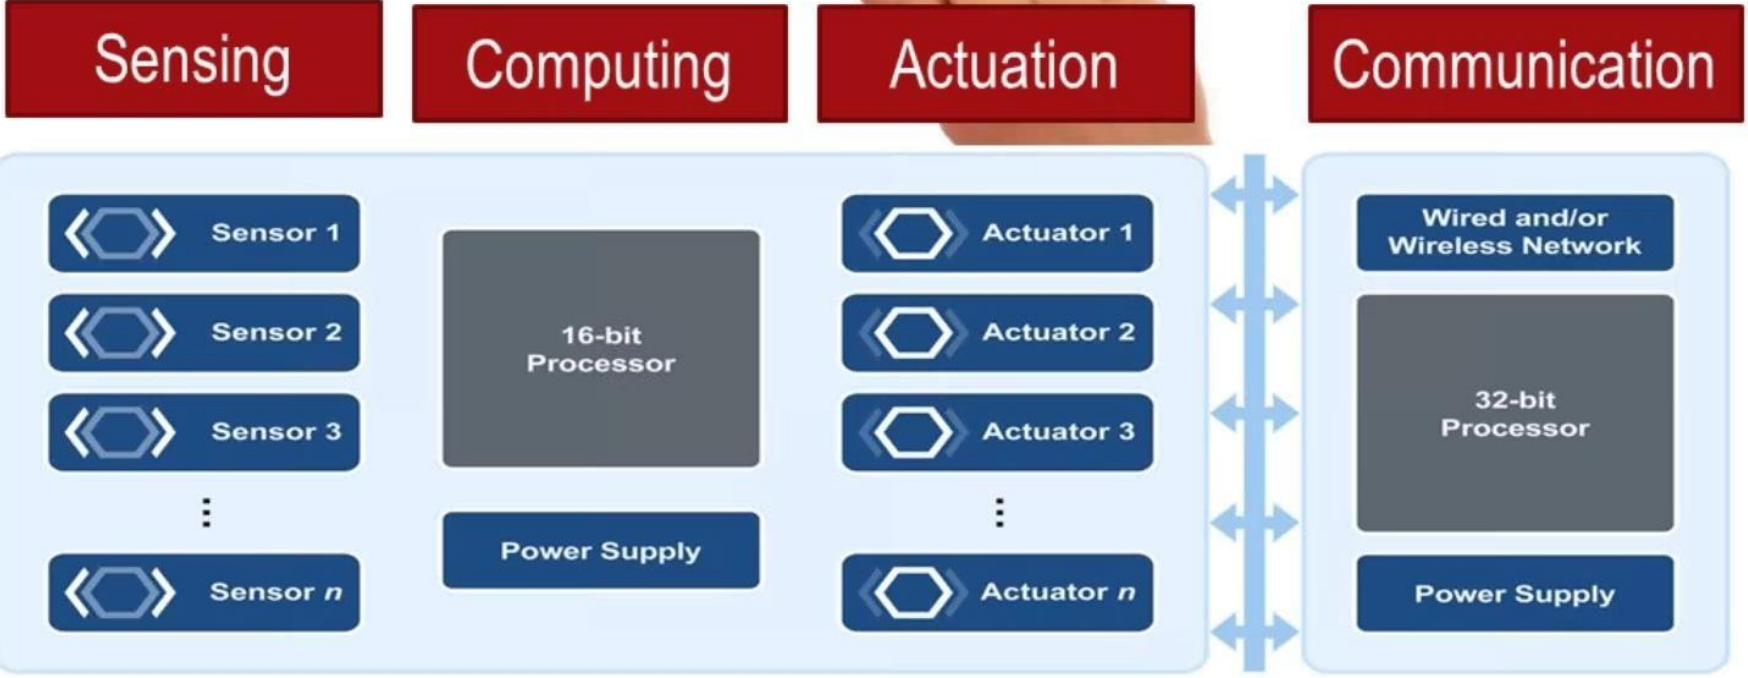 Sensing
Computing
Actuation
Communication
Sensor 1
Sensor 2
Sensor 3
Sensor n
16-bit
Processor
Power Supply
Actuator 1
Actuator 2
Actuator 3
Actuator n
Wired and/or
Wireless Network
32-bit
Processor
Power Supply